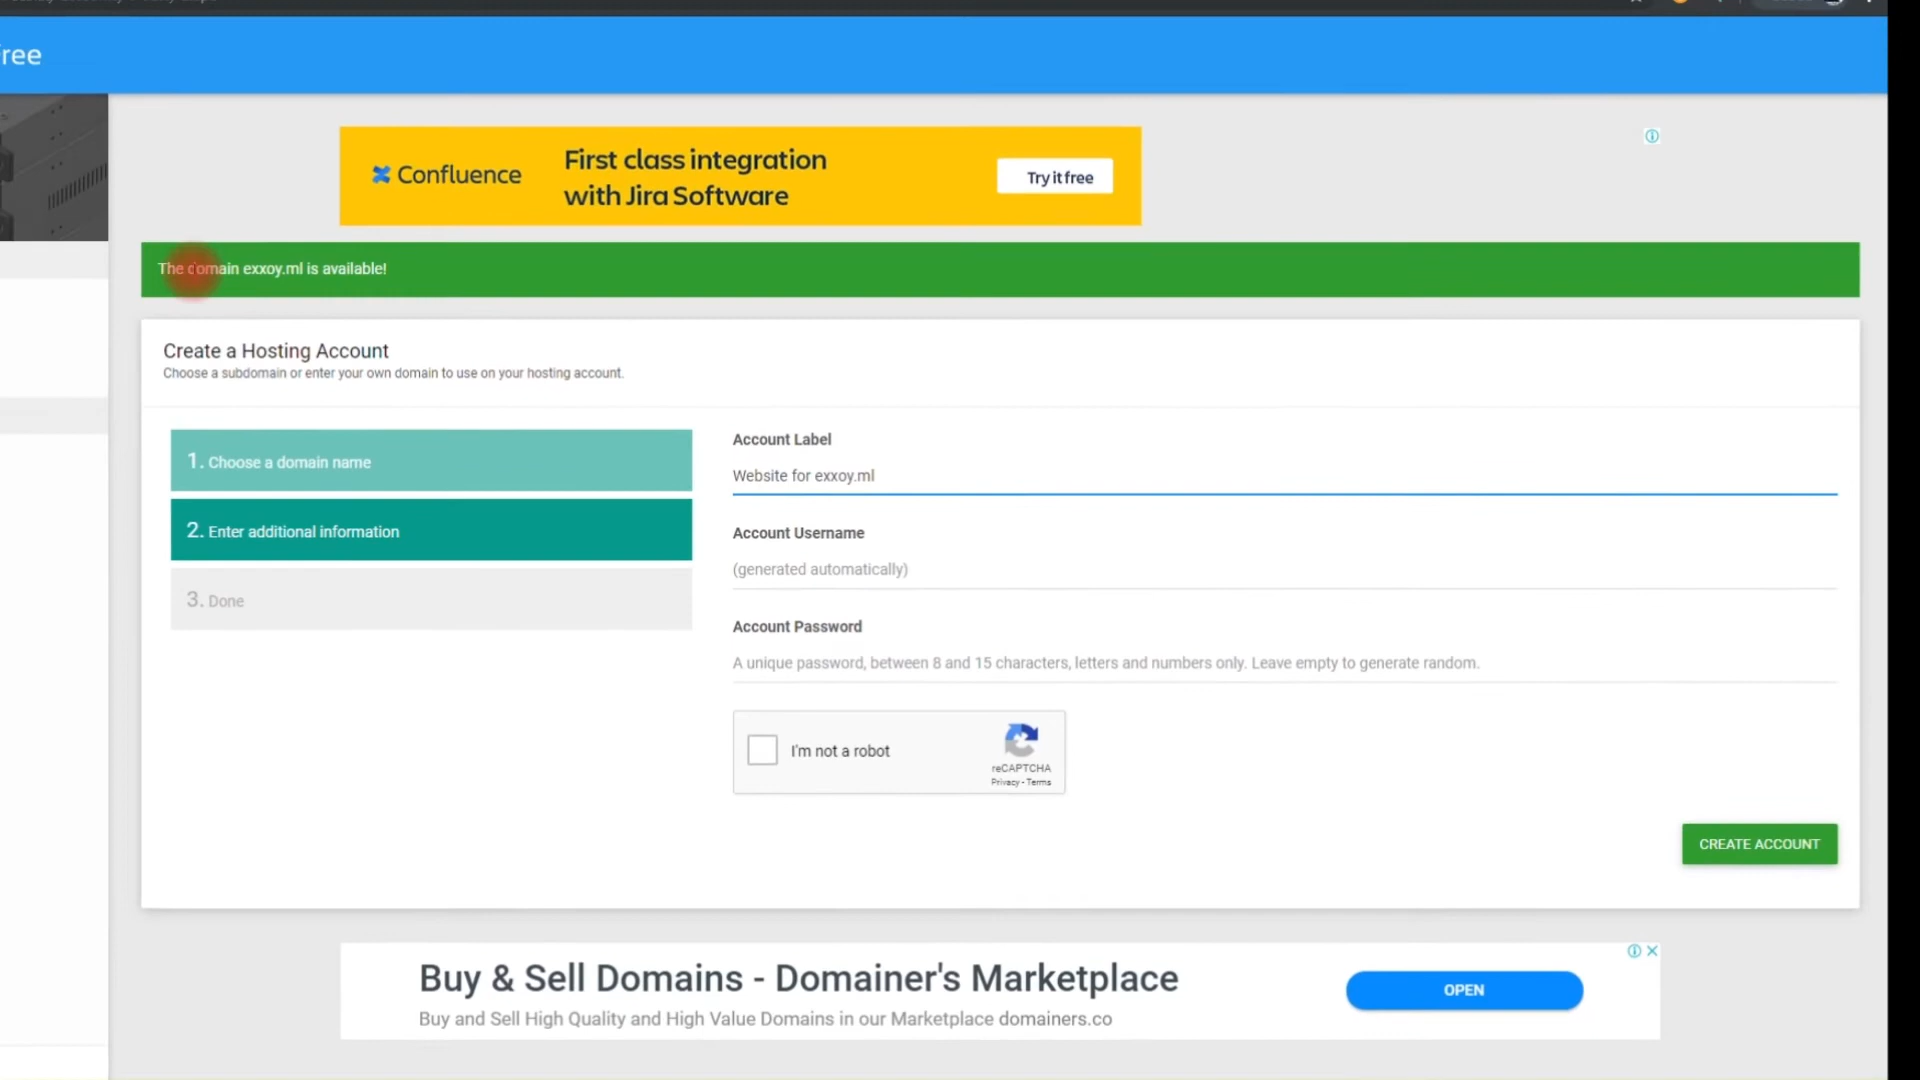 ree
Confluence
First class integration
with Jira Software
Try it free
The domain exxoy.ml is available!
Create a Hosting Account
Choose a subdomain or enter your own domain to use on your hosting account.
1. Choose a domain name
2. Enter additional information
3. Done
Account Label
Website for exxoy.ml
Account Username
(generated automatically)
Account Password
A unique password, between 8 and 15 characters, letters and numbers only. Leave empty to generate random.
I'm not a robot
reCAPTCHA
Privacy - Terms
CREATE ACCOUNT
Buy & Sell Domains - Domainer's Marketplace
Buy and Sell High Quality and High Value Domains in our Marketplace domainers.co
OPEN